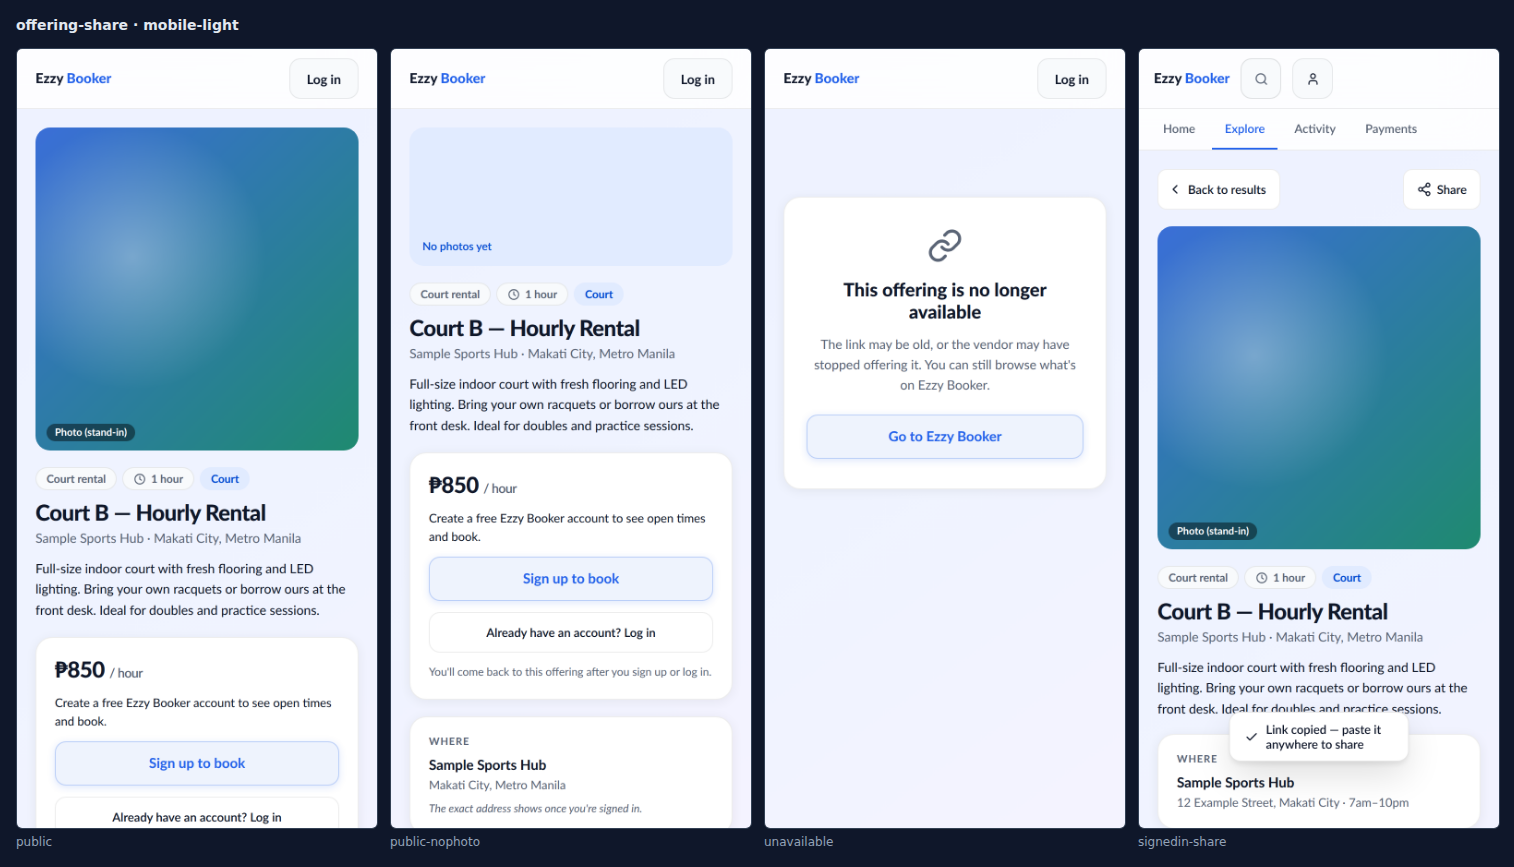 offering-share · mobile-light
Ezzy Booker
Log in
Photo (stand-in)
Court rental
1 hour
Court
Court B — Hourly Rental
Sample Sports Hub · Makati City, Metro Manila
Full-size indoor court with fresh flooring and LED
lighting. Bring your own racquets or borrow ours at the
front desk. Ideal for doubles and practice sessions.
₱850 / hour
Create a free Ezzy Booker account to see open times
and book.
Sign up to book
Already have an account? Log in
public
Ezzy Booker
Log in
No photos yet
Court rental
1 hour
Court
Court B — Hourly Rental
Sample Sports Hub · Makati City, Metro Manila
Full-size indoor court with fresh flooring and LED
lighting. Bring your own racquets or borrow ours at the
front desk. Ideal for doubles and practice sessions.
₱850 / hour
Create a free Ezzy Booker account to see open times
and book.
Sign up to book
Already have an account? Log in
You'll come back to this offering after you sign up or log in.
WHERE
Sample Sports Hub
Makati City, Metro Manila
The exact address shows once you're signed in.
public-nophoto
Ezzy Booker
Log in
This offering is no longer
available
The link may be old, or the vendor may have
stopped offering it. You can still browse what's
on Ezzy Booker.
Go to Ezzy Booker
unavailable
Ezzy Booker
Home
Explore
Activity
Payments
Back to results
Share
Photo (stand-in)
Court rental
1 hour
Court
Court B — Hourly Rental
Sample Sports Hub · Makati City, Metro Manila
Full-size indoor court with fresh flooring and LED
lighting. Bring your own racquets or borrow ours at the
front desk. Ideal for doubles and practice sessions.
Link copied — paste it
anywhere to share
WHERE
Sample Sports Hub
12 Example Street, Makati City · 7am–10pm
signedin-share